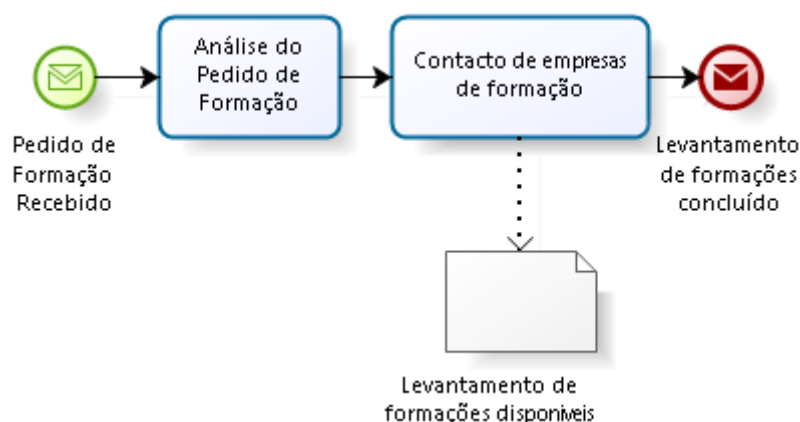 Análise do
Pedido de
Formação
Contacto de empresas
de formação
Pedido de
Formação
Recebido
Levantamento
de formações
concluído
Levantamento de
formações disponiveis